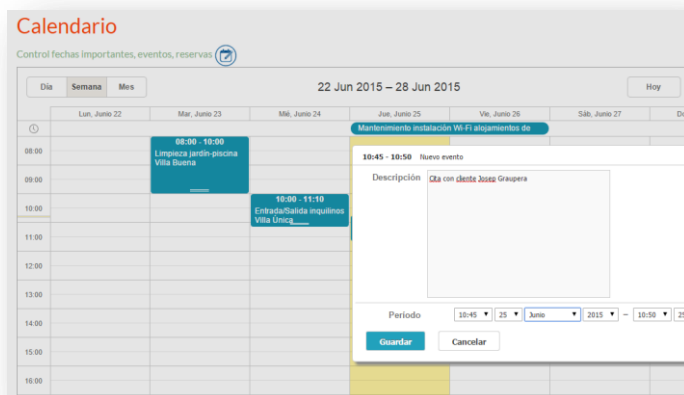 Calendario
Control fechas importantes, eventos, reservas
Día Semana Mes
22 Jun 2015 – 28 Jun 2015
Hoy
Lun, Junio 22 Mar, Junio 23 Mié, Junio 24 Jue, Junio 25 Vie, Junio 26 Sáb, Junio 27 Do
Mantenimiento instalación Wi-Fi alojamientos de
08:00
08:00 - 10:00
Limpieza jardín-piscina
Villa Buena
09:00
10:00
10:00 - 11:10
Entrada/Salida inquilinos
Villa Única
11:00
12:00
13:00
14:00
15:00
16:00
10:45 - 10:50 Nuevo evento
Descripción
Cita con cliente Josep Graupera
Periodo 10:45 25 Junio 2015 – 10:50 25
Guardar Cancelar